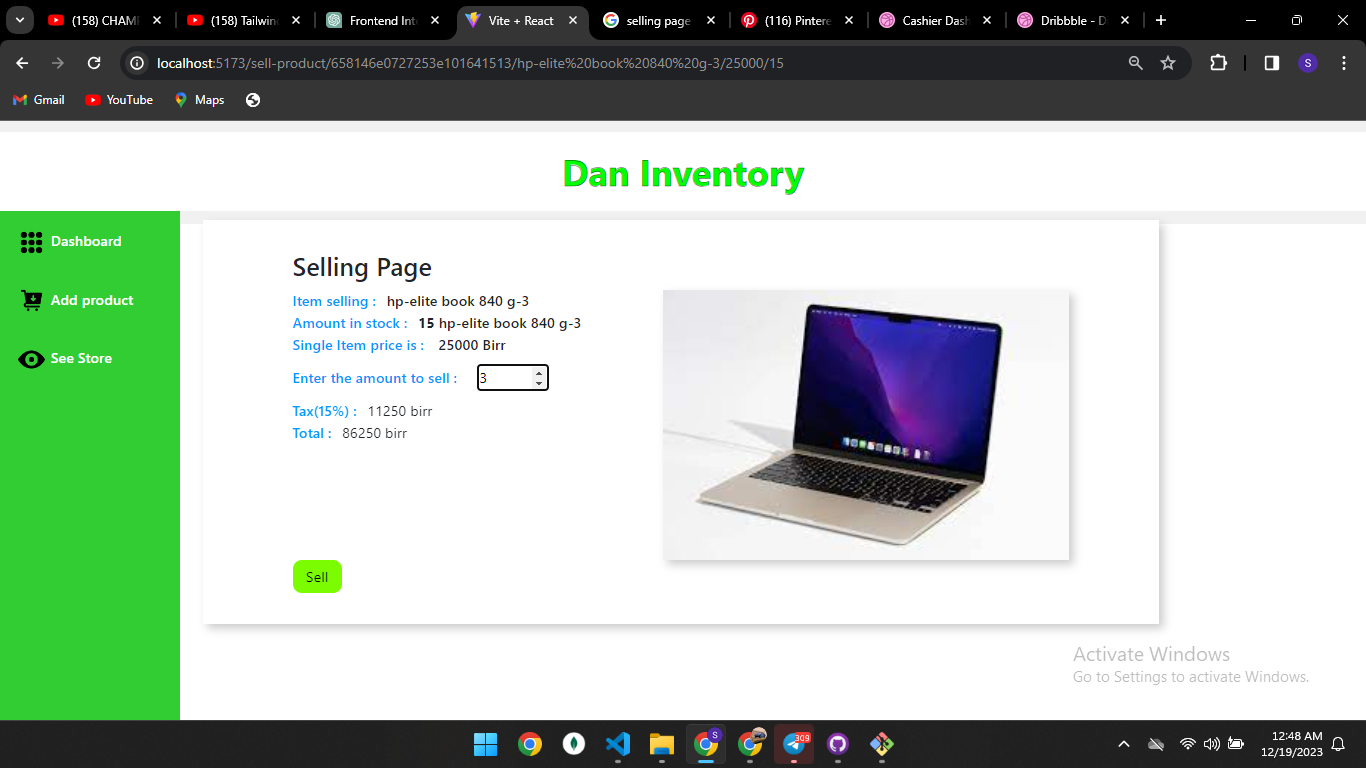 (158) CHAMI
(158) Tailwin
Frontend Inte
Vite + React
selling page
(116) Pintere
Cashier Dash
Dribbble - D
localhost:5173/sell-product/658146e0727253e101641513/hp-elite%20book%20840%20g-3/25000/15
S
Gmail
YouTube
Maps
Dan Inventory
Dashboard
Add product
See Store
Selling Page
Item selling : hp-elite book 840 g-3
Amount in stock : 15 hp-elite book 840 g-3
Single Item price is : 25000 Birr
Enter the amount to sell : 3
Tax(15%) : 11250 birr
Total : 86250 birr
Sell
Activate Windows
Go to Settings to activate Windows.
S
309
12:48 AM
12/19/2023